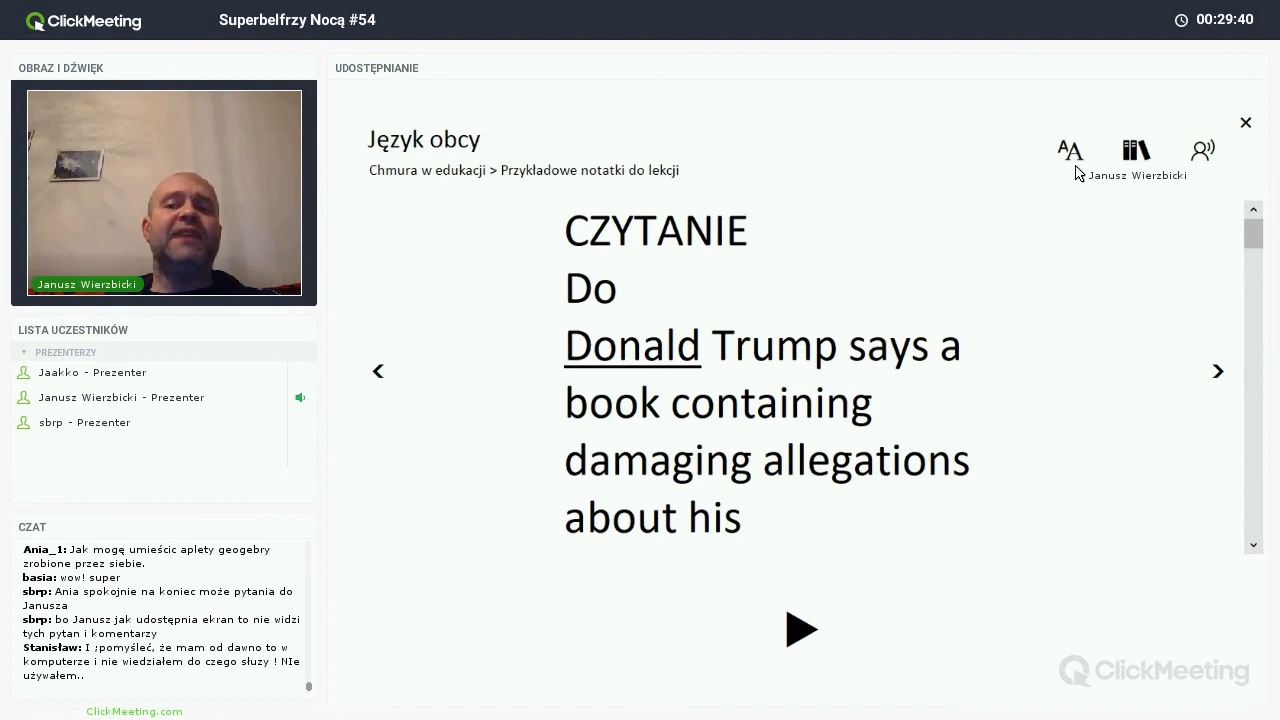 ClickMeeting
Superbelfrzy Nocą #54
00:29:40
OBRAZ I DŹWIĘK
Janusz Wierzbicki
LISTA UCZESTNIKÓW
PREZENTERZY
Jaakko - Prezenter
Janusz Wierzbicki - Prezenter
sbrp - Prezenter
CZAT
Ania_1: Jak mogę umieścic aplety geogebry
zrobione przez siebie.
basia: wow! super
sbrp: Ania spokojnie na koniec może pytania do
Janusza
sbrp: bo Janusz jak udostępnia ekran to nie widzi
tych pytan i komentarzy
Stanisław: I ;pomyśleć, że mam od dawno to w
komputerze i nie wiedziałem do czego słuzy ! NIe
używałem..
ClickMeeting.com
UDOSTĘPNIANIE
Język obcy
Chmura w edukacji > Przykładowe notatki do lekcji
AA
Janusz Wierzbicki
CZYTANIE
Do
Donald Trump says a
book containing
damaging allegations
about his
ClickMeeting